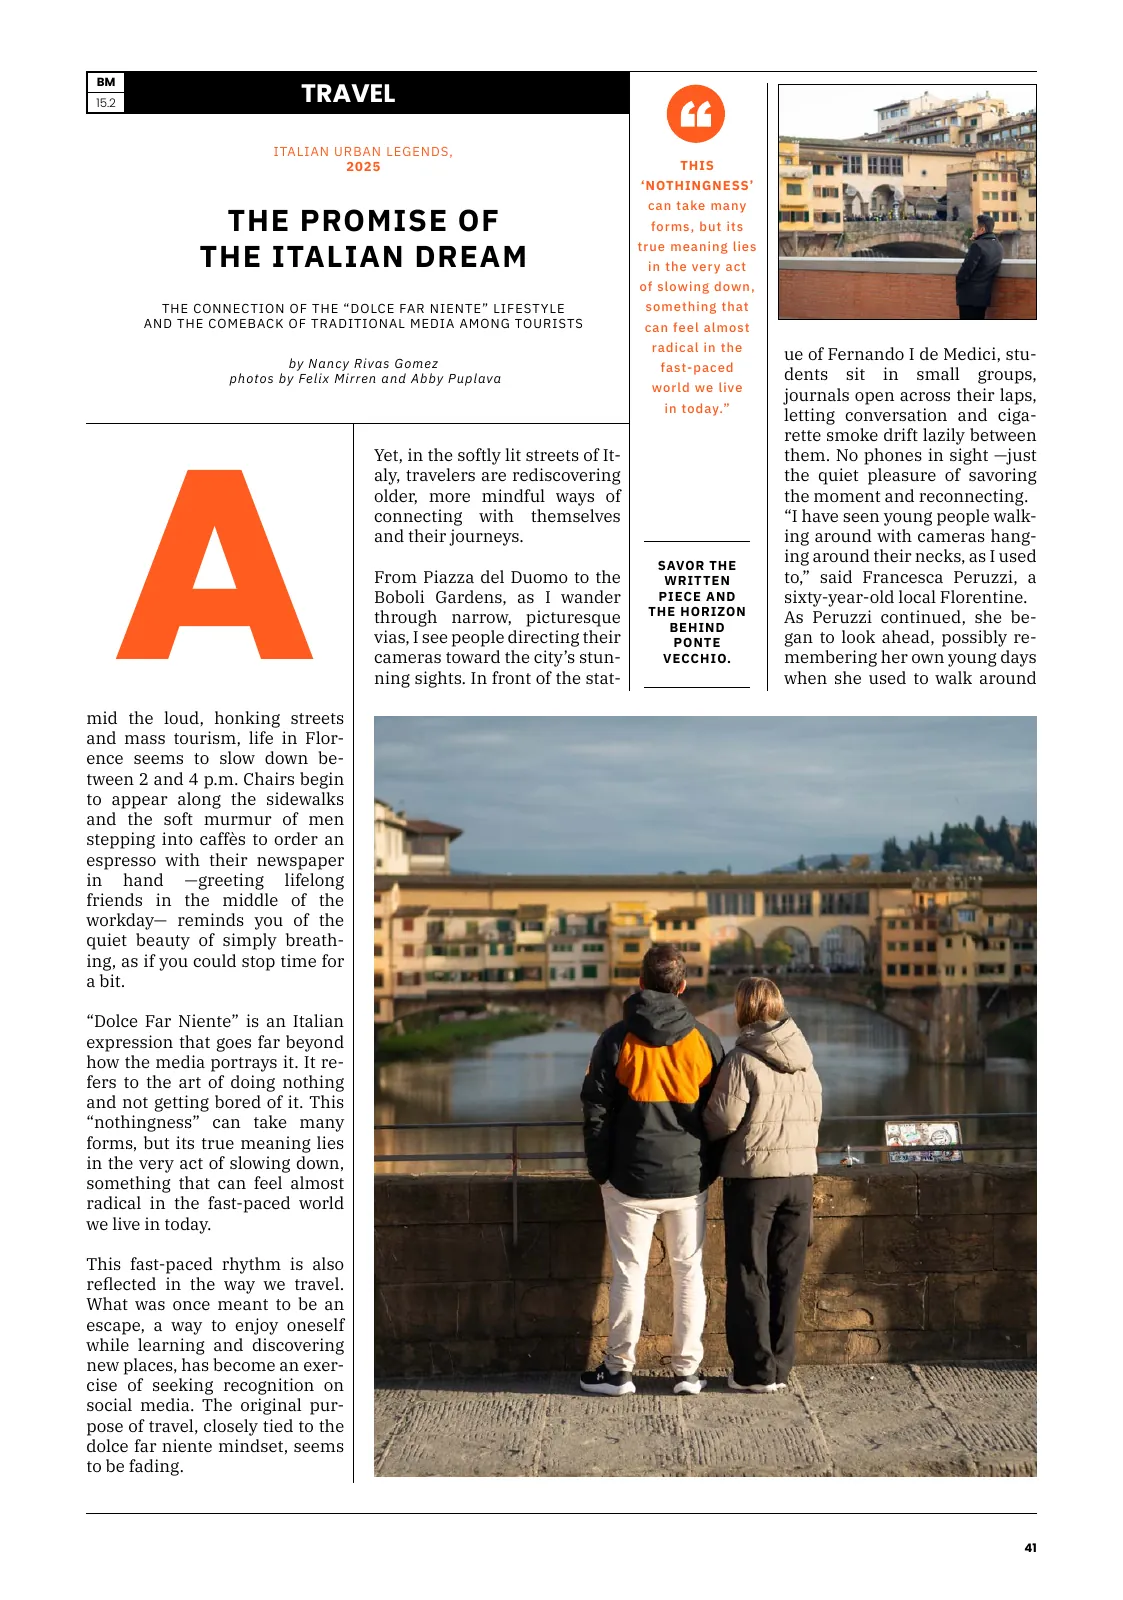 BM
15.2
TRAVEL
ITALIAN URBAN LEGENDS,
2025
THE PROMISE OF
THE ITALIAN DREAM
THE CONNECTION OF THE “DOLCE FAR NIENTE” LIFESTYLE
AND THE COMEBACK OF TRADITIONAL MEDIA AMONG TOURISTS
by Nancy Rivas Gomez
photos by Felix Mirren and Abby Puplava
A
mid the loud, honking streets
and mass tourism, life in Flor-
ence seems to slow down be-
tween 2 and 4 p.m. Chairs begin
to appear along the sidewalks
and the soft murmur of men
stepping into caffès to order an
espresso with their newspaper
in hand —greeting lifelong
friends in the middle of the
workday— reminds you of the
quiet beauty of simply breath-
ing, as if you could stop time for
a bit.
“Dolce Far Niente” is an Italian
expression that goes far beyond
how the media portrays it. It re-
fers to the art of doing nothing
and not getting bored of it. This
“nothingness” can take many
forms, but its true meaning lies
in the very act of slowing down,
something that can feel almost
radical in the fast-paced world
we live in today.
This fast-paced rhythm is also
reflected in the way we travel.
What was once meant to be an
escape, a way to enjoy oneself
while learning and discovering
new places, has become an exer-
cise of seeking recognition on
social media. The original pur-
pose of travel, closely tied to the
dolce far niente mindset, seems
to be fading.
Yet, in the softly lit streets of It-
aly, travelers are rediscovering
older, more mindful ways of
connecting with themselves
and their journeys.
From Piazza del Duomo to the
Boboli Gardens, as I wander
through narrow, picturesque
vias, I see people directing their
cameras toward the city’s stun-
ning sights. In front of the stat-
“
THIS
‘NOTHINGNESS’
can take many
forms, but its
true meaning lies
in the very act
of slowing down,
something that
can feel almost
radical in the
fast-paced
world we live
in today.”
SAVOR THE
WRITTEN
PIECE AND
THE HORIZON
BEHIND
PONTE
VECCHIO.
ue of Fernando I de Medici, stu-
dents sit in small groups,
journals open across their laps,
letting conversation and ciga-
rette smoke drift lazily between
them. No phones in sight —just
the quiet pleasure of savoring
the moment and reconnecting.
“I have seen young people walk-
ing around with cameras hang-
ing around their necks, as I used
to,” said Francesca Peruzzi, a
sixty-year-old local Florentine.
As Peruzzi continued, she be-
gan to look ahead, possibly re-
membering her own young days
when she used to walk around
41